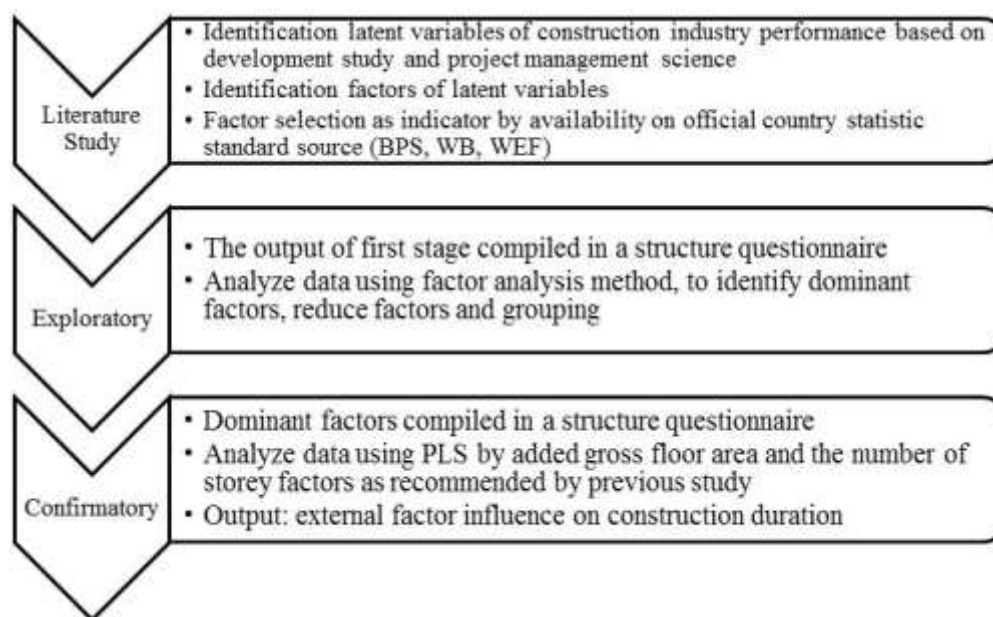 Literature
Study
• Identification latent variables of construction industry performance based on
development study and project management science
• Identification factors of latent variables
• Factor selection as indicator by availability on official country statistic
standard source (BPS, WB, WEF)
Exploratory
• The output of first stage compiled in a structure questionnaire
• Analyze data using factor analysis method, to identify dominant
factors, reduce factors and grouping
Confirmatory
• Dominant factors compiled in a structure questionnaire
• Analyze data using PLS by added gross floor area and the number of
storey factors as recommended by previous study
• Output: external factor influence on construction duration